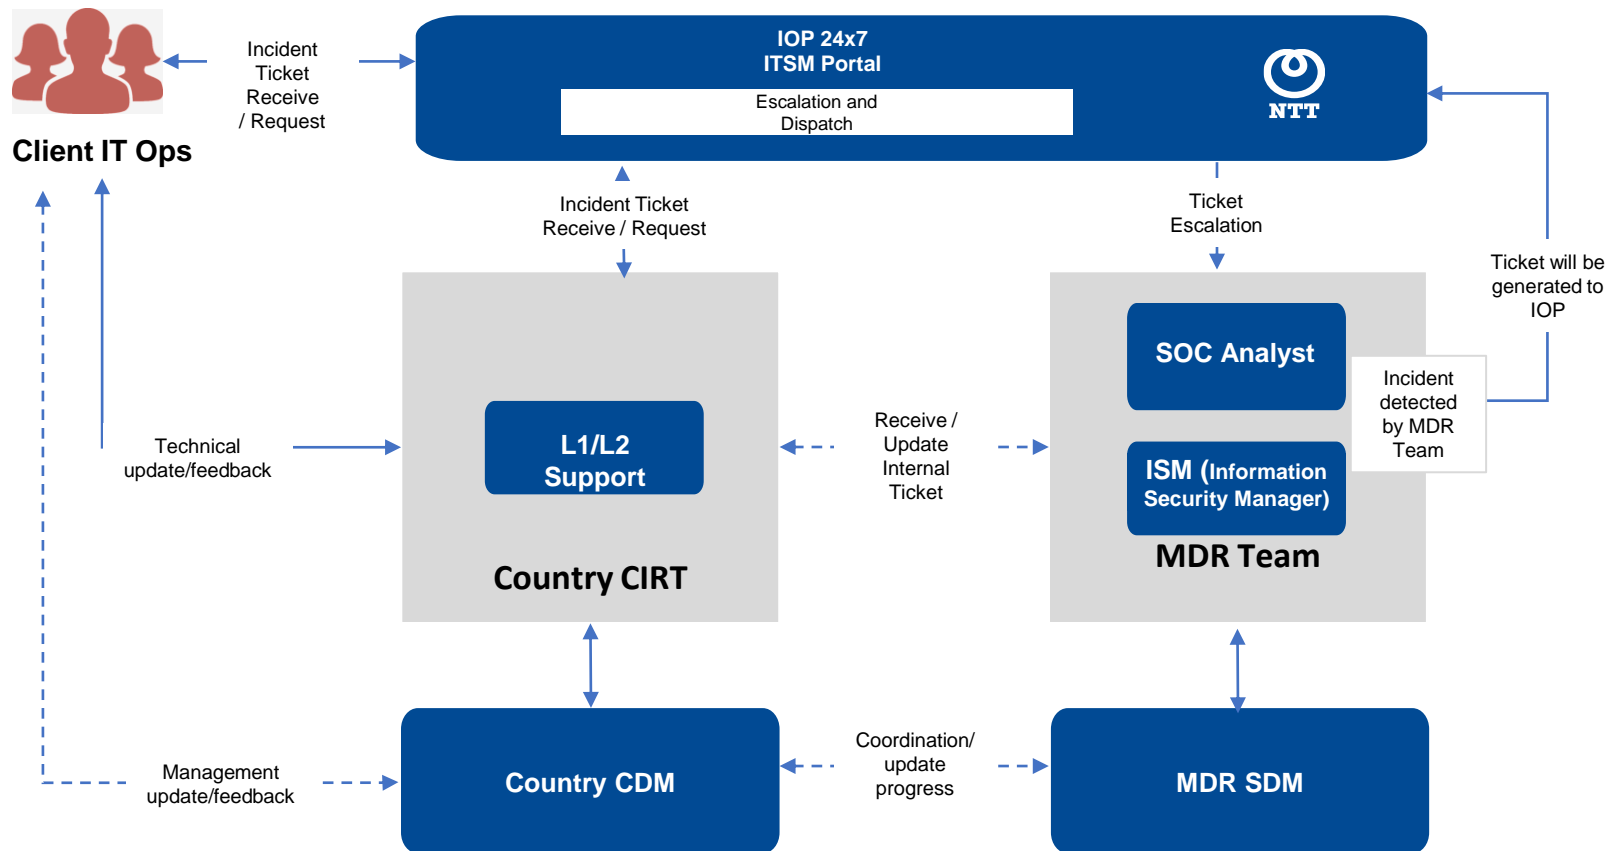 Incident
Ticket
Receive
/ Request
IOP 24x7
ITSM Portal
Escalation and
Dispatch
NTT
Client IT Ops
Incident Ticket
Receive / Request
Ticket
Escalation
Ticket will be
generated to
IOP
SOC Analyst
Incident
detected
by MDR
Team
Technical
update/feedback
L1/L2
Support
Receive /
Update
Internal
Ticket
ISM (Information
Security Manager)
MDR Team
Country CIRT
Management
update/feedback
Country CDM
Coordination/
update
progress
MDR SDM